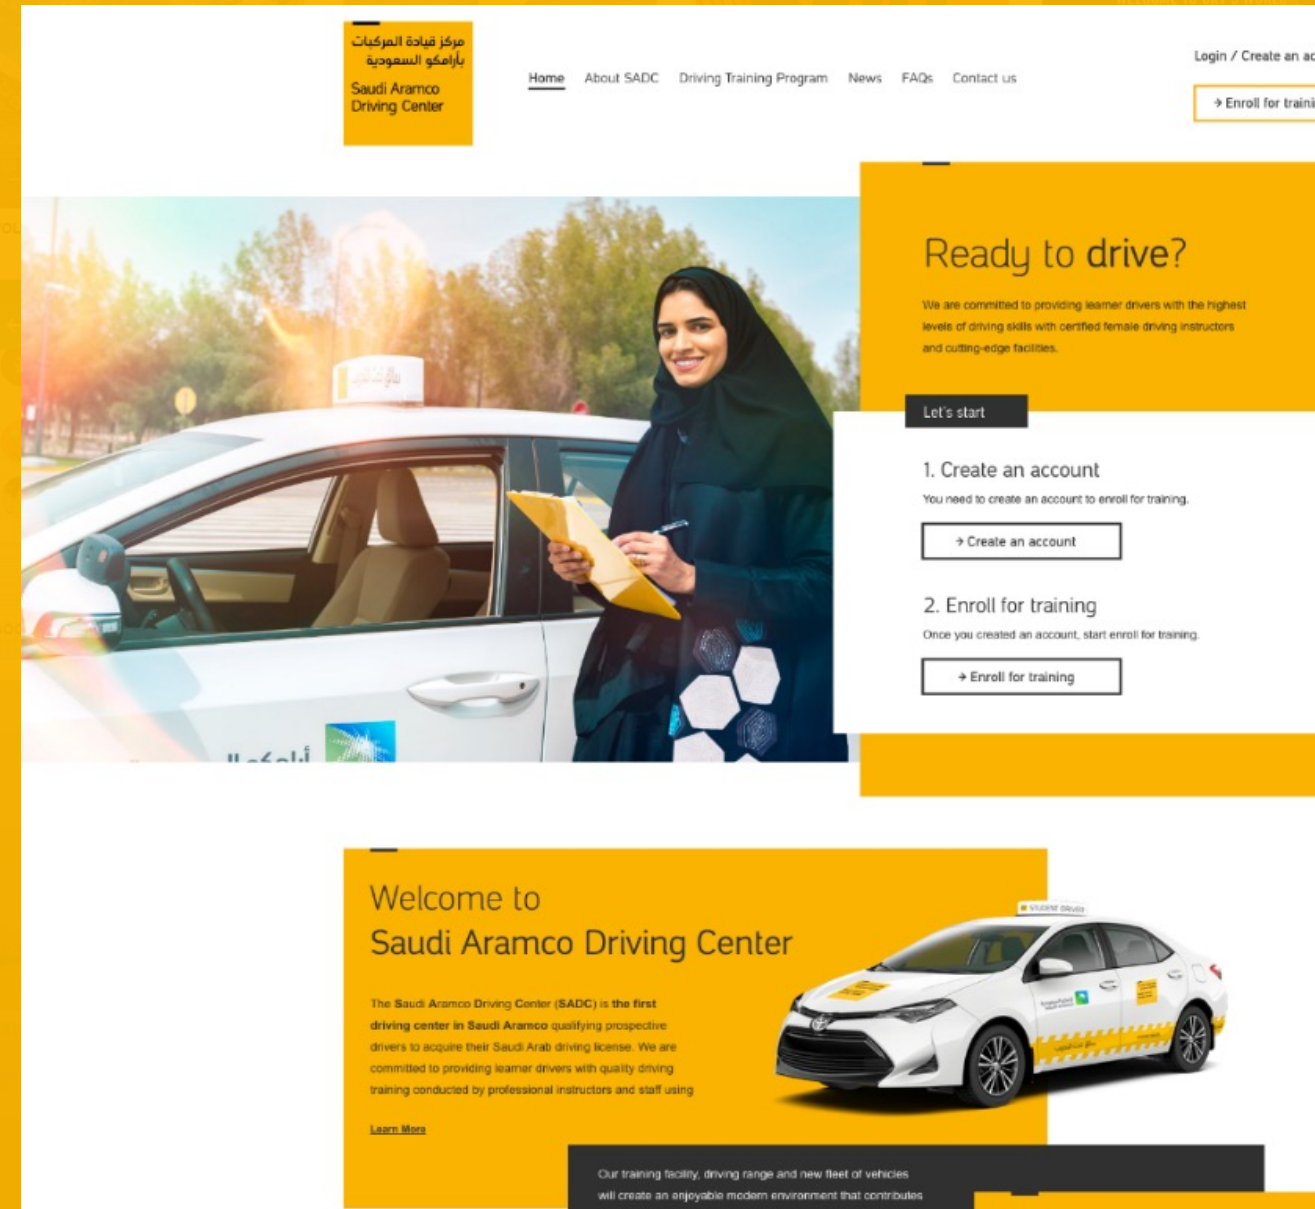 مركز قيادة المركبات
بأرامكو السعودية
Saudi Aramco
Driving Center
Home About SADC Driving Training Program News FAQs Contact us
Login / Create an
→ Enroll for
Ready to drive?
We are committed to providing learner drivers with the highest
levels of driving skills with certified female driving instructors
and cutting-edge facilities.
Let's start
1. Create an account
You need to create an account to enroll for training.
→ Create an account
2. Enroll for training
Once you created an account, start enroll for training.
→ Enroll for training
Welcome to
Saudi Aramco Driving Center
The Saudi Aramco Driving Center (SADC) is the first
driving center in Saudi Aramco qualifying prospective
drivers to acquire their Saudi Arab driving license. We are
committed to providing learner drivers with quality driving
training conducted by professional instructors and staff using
Learn More
STUDENT DRIVER
Our training facility, driving range and new fleet of vehicles
will create an enjoyable modern environment that contributes